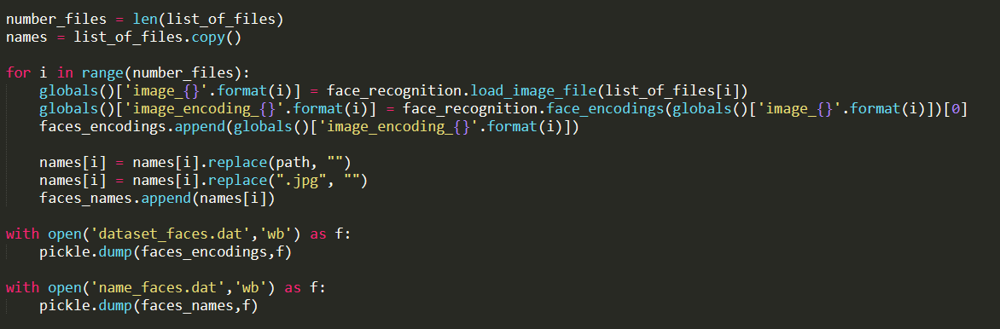 number_files = len(list_of_files)
names = list_of_files.copy()
for i in range(number_files):
    globals()['image_{}'.format(i)] = face_recognition.load_image_file(list_of_files[i])
    globals()['image_encoding_{}'.format(i)] = face_recognition.face_encodings(globals()['image_{}'.format(i)])[0]
    faces_encodings.append(globals()['image_encoding_{}'.format(i)])
    names[i] = names[i].replace(path, "")
    names[i] = names[i].replace(".jpg", "")
    faces_names.append(names[i])
with open('dataset_faces.dat','wb') as f:
    pickle.dump(faces_encodings,f)
with open('name_faces.dat','wb') as f:
    pickle.dump(faces_names,f)